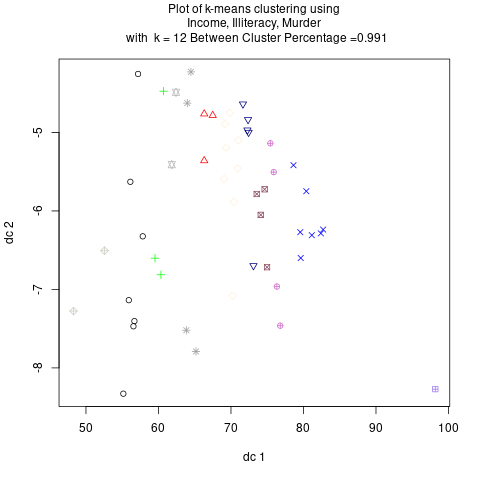 Plot of k-means clustering using
Income, Illiteracy, Murder
with k = 12 Between Cluster Percentage =0.991
dc 2
-5
-6
-7
-8
50 60 70 80 90 100
dc 1